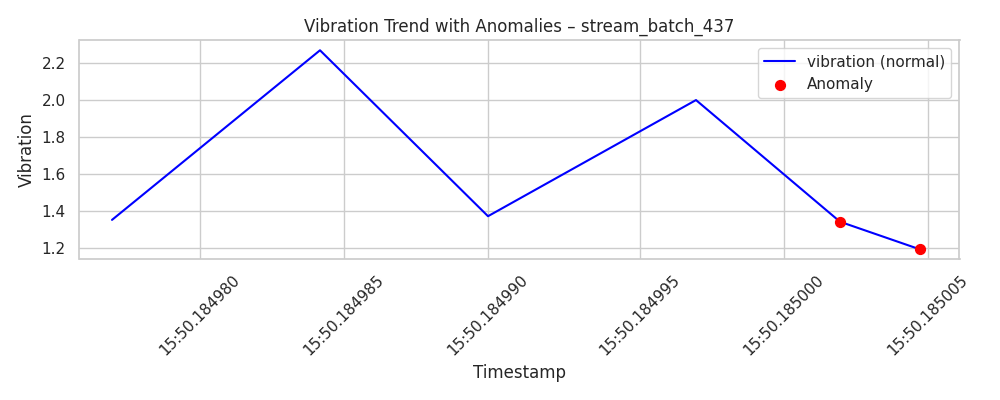 Vibration Trend with Anomalies – stream_batch_437
vibration (normal)
Anomaly
Vibration
2.2
2.0
1.8
1.6
1.4
1.2
15:50.184980
15:50.184985
15:50.184990
15:50.184995
15:50.185000
15:50.185005
Timestamp